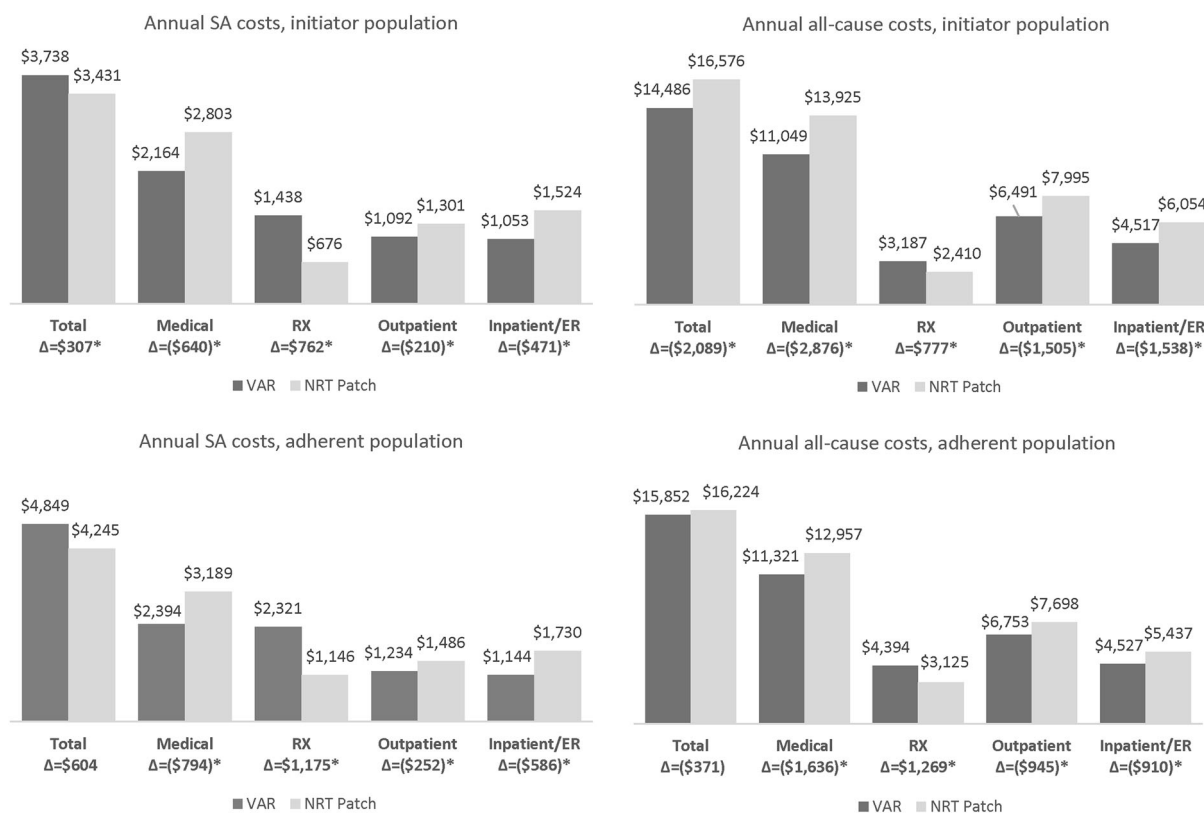 Annual SA costs, initiator population
$3,738
$3,431
$2,164
$2,803
$1,438
$676
$1,092
$1,301
$1,053
$1,524
Total Medical RX Outpatient Inpatient/ER
Δ=$307* Δ=($640)* Δ=$762* Δ=($210)* Δ=($471)*
VAR NRT Patch
Annual all-cause costs, initiator population
$14,486
$16,576
$11,049
$13,925
$3,187
$2,410
$6,491
$7,995
$4,517
$6,054
Total Medical RX Outpatient Inpatient/ER
Δ=($2,089)* Δ=($2,876)* Δ=$777* Δ=($1,505)* Δ=($1,538)*
VAR NRT Patch
Annual SA costs, adherent population
$4,849
$4,245
$2,394
$3,189
$2,321
$1,146
$1,234
$1,486
$1,144
$1,730
Total Medical RX Outpatient Inpatient/ER
Δ=$604 Δ=($794)* Δ=$1,175* Δ=($252)* Δ=($586)*
VAR NRT Patch
Annual all-cause costs, adherent population
$15,852
$16,224
$11,321
$12,957
$4,394
$3,125
$6,753
$7,698
$4,527
$5,437
Total Medical RX Outpatient Inpatient/ER
Δ=($371) Δ=($1,636)* Δ=$1,269* Δ=($945)* Δ=($910)*
VAR NRT Patch